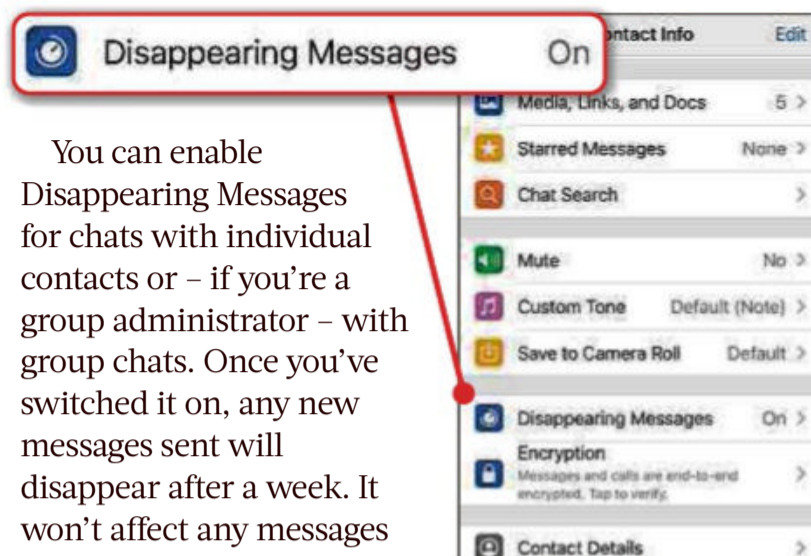 Disappearing Messages On
ontact Info Edit
Media, Links, and Docs 5 >
Starred Messages None >
Chat Search >
Mute No >
Custom Tone Default (Note) >
Save to Camera Roll Default >
Disappearing Messages On >
Encryption
Messages and calls are end-to-end >
encrypted. Tap to verify.
Contact Details >
You can enable
Disappearing Messages
for chats with individual
contacts or – if you’re a
group administrator – with
group chats. Once you’ve
switched it on, any new
messages sent will
disappear after a week. It
won’t affect any messages